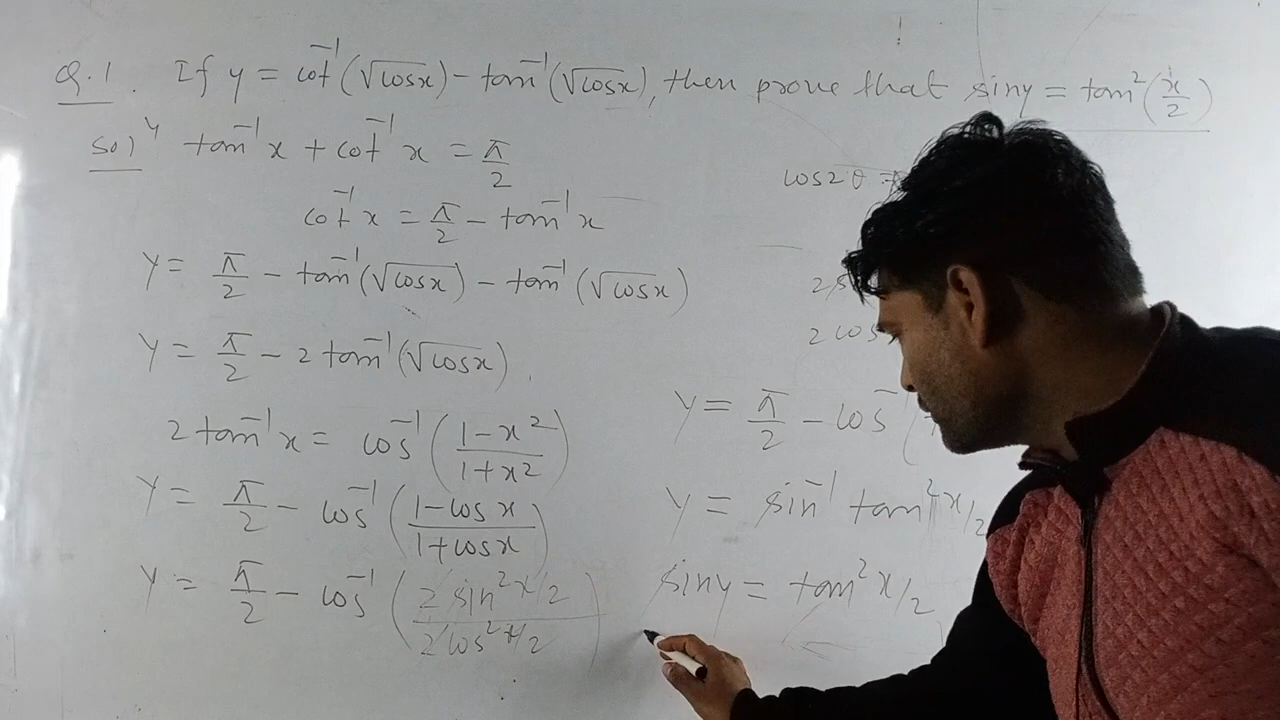 Q.1. If y = cot⁻¹(√cosx) − tan⁻¹(√cosx), then prove that siny = tan²(x/2)
Solⁿ tan⁻¹x + cot⁻¹x = π/2
cot⁻¹x = π/2 − tan⁻¹x
y = π/2 − tan⁻¹(√cosx) − tan⁻¹(√cosx)
y = π/2 − 2tan⁻¹(√cosx).
2tan⁻¹x = cos⁻¹((1−x²)/(1+x²))
y = π/2 − cos⁻¹((1−cosx)/(1+cosx))
y = π/2 − cos⁻¹((2sin²x/2)/(2cos²x/2))
cos2θ =
2 cos
y = π/2 − cos⁻
y = sin⁻¹ tan²x/2
siny = tan²x/2